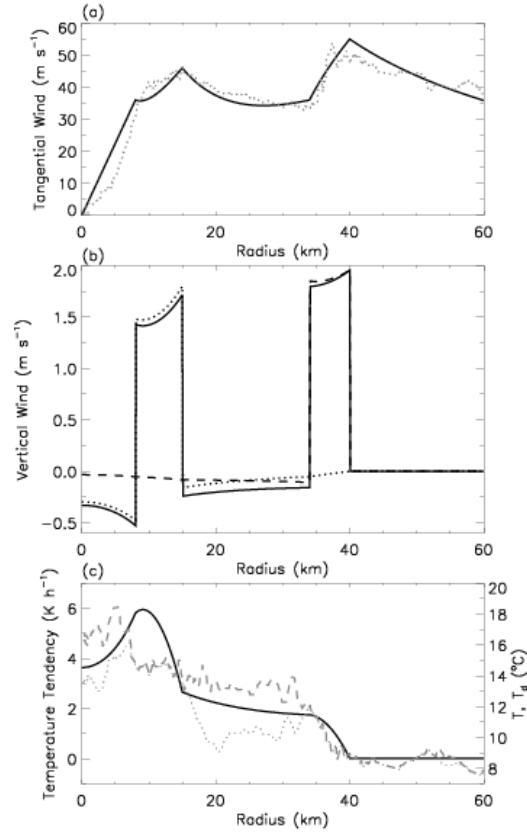 (a)
60
50
40
30
20
10
0
Tangential Wind (m s⁻¹)
0 20 40 60
Radius (km)
(b)
2.0
1.5
1.0
0.5
0.0
−0.5
Vertical Wind (m s⁻¹)
0 20 40 60
Radius (km)
(c)
6
4
2
0
Temperature Tendency (K h⁻¹)
20
18
16
14
12
11
10
8
T, T_d (°C)
0 20 40 60
Radius (km)